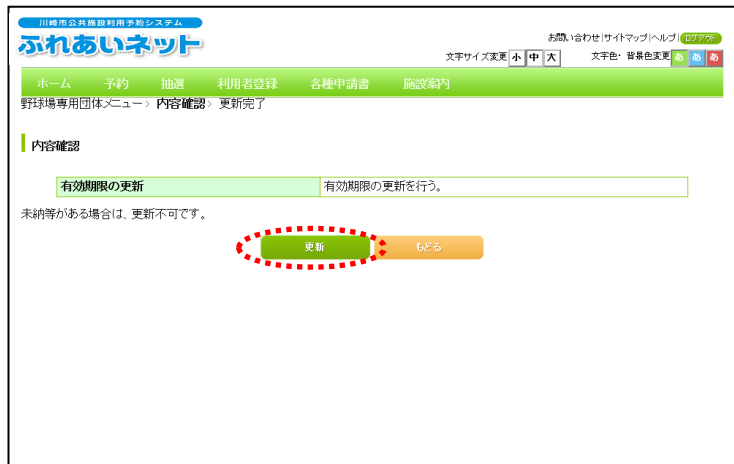 川崎市公共施設利用予約システム
ふれあいネット
お問い合わせ|サイトマップ|ヘルプ|ログアウト
文字サイズ変更 小 中 大 文字色・背景色変更 あ あ あ
ホーム 予約 抽選 利用者登録 各種申請書 施設案内
野球場専用団体メニュー> 内容確認> 更新完了
内容確認
有効期限の更新 有効期限の更新を行う。
未納等がある場合は、更新不可です。
更新 もどる